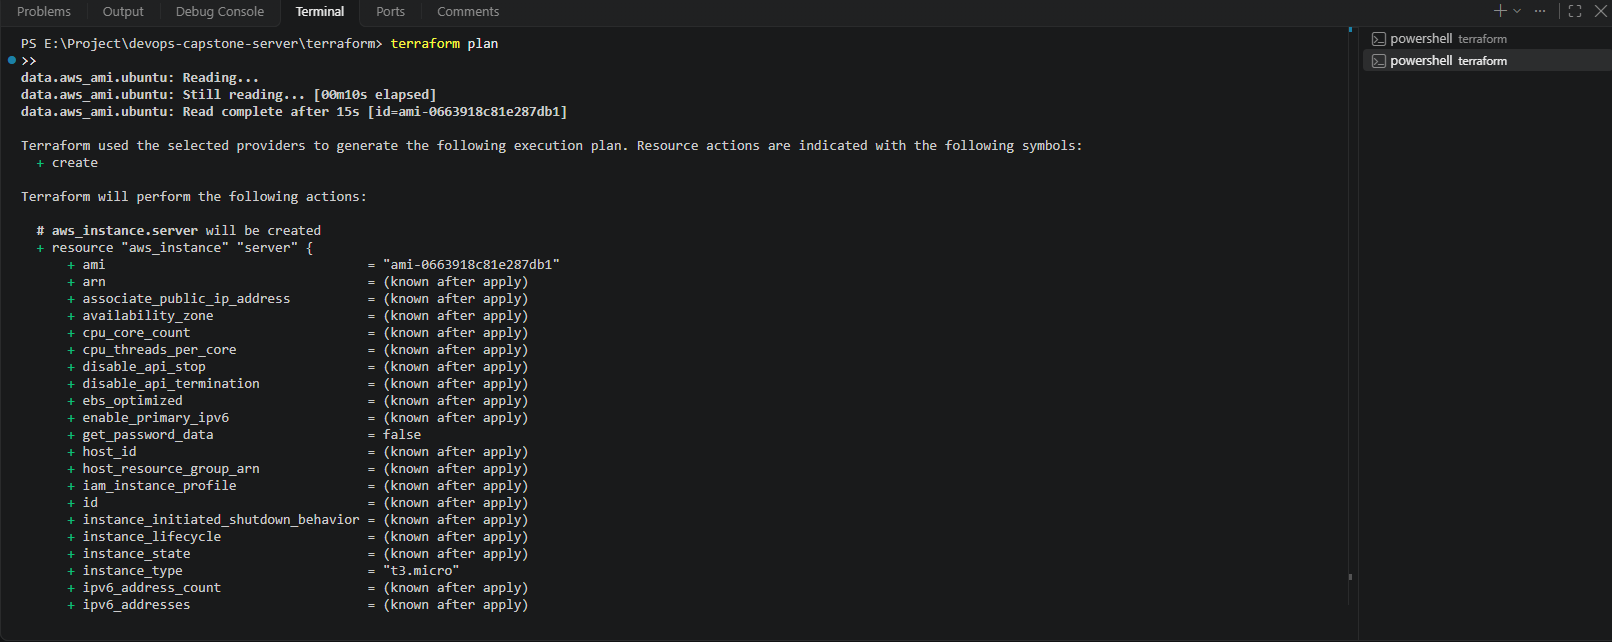 Problems Output Debug Console Terminal Ports Comments
PS E:\Project\devops-capstone-server\terraform> terraform plan
>>
data.aws_ami.ubuntu: Reading...
data.aws_ami.ubuntu: Still reading... [00m10s elapsed]
data.aws_ami.ubuntu: Read complete after 15s [id=ami-0663918c81e287db1]
Terraform used the selected providers to generate the following execution plan. Resource actions are indicated with the following symbols:
+ create
Terraform will perform the following actions:
# aws_instance.server will be created
+ resource "aws_instance" "server" {
+ ami = "ami-0663918c81e287db1"
+ arn = (known after apply)
+ associate_public_ip_address = (known after apply)
+ availability_zone = (known after apply)
+ cpu_core_count = (known after apply)
+ cpu_threads_per_core = (known after apply)
+ disable_api_stop = (known after apply)
+ disable_api_termination = (known after apply)
+ ebs_optimized = (known after apply)
+ enable_primary_ipv6 = (known after apply)
+ get_password_data = false
+ host_id = (known after apply)
+ host_resource_group_arn = (known after apply)
+ iam_instance_profile = (known after apply)
+ id = (known after apply)
+ instance_initiated_shutdown_behavior = (known after apply)
+ instance_lifecycle = (known after apply)
+ instance_state = (known after apply)
+ instance_type = "t3.micro"
+ ipv6_address_count = (known after apply)
+ ipv6_addresses = (known after apply)
powershell terraform
powershell terraform